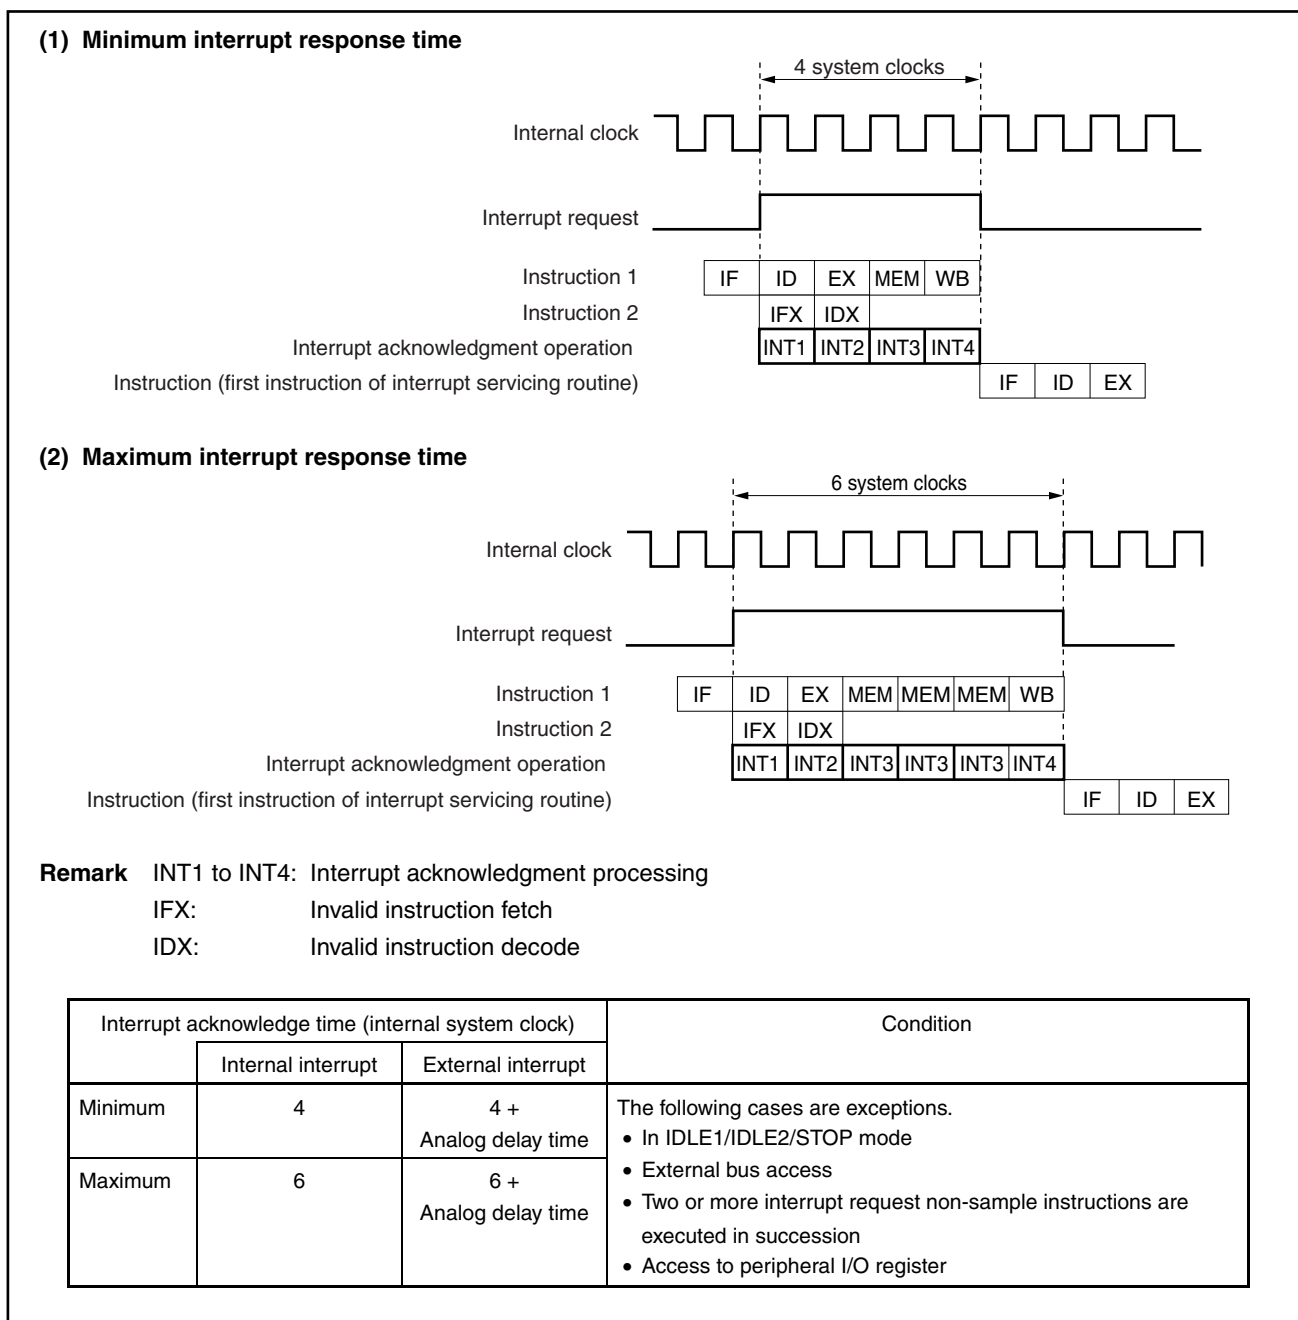 (1) Minimum interrupt response time
4 system clocks
Internal clock
Interrupt request
Instruction 1 IF ID EX MEM WB
Instruction 2 IFX IDX
Interrupt acknowledgment operation INT1 INT2 INT3 INT4
Instruction (first instruction of interrupt servicing routine) IF ID EX
(2) Maximum interrupt response time
6 system clocks
Internal clock
Interrupt request
Instruction 1 IF ID EX MEM MEM MEM WB
Instruction 2 IFX IDX
Interrupt acknowledgment operation INT1 INT2 INT3 INT3 INT3 INT4
Instruction (first instruction of interrupt servicing routine) IF ID EX
Remark INT1 to INT4: Interrupt acknowledgment processing
IFX: Invalid instruction fetch
IDX: Invalid instruction decode
Interrupt acknowledge time (internal system clock) Condition
Internal interrupt External interrupt
Minimum 4 4 +
Analog delay time
Maximum 6 6 +
Analog delay time
The following cases are exceptions.
• In IDLE1/IDLE2/STOP mode
• External bus access
• Two or more interrupt request non-sample instructions are
executed in succession
• Access to peripheral I/O register